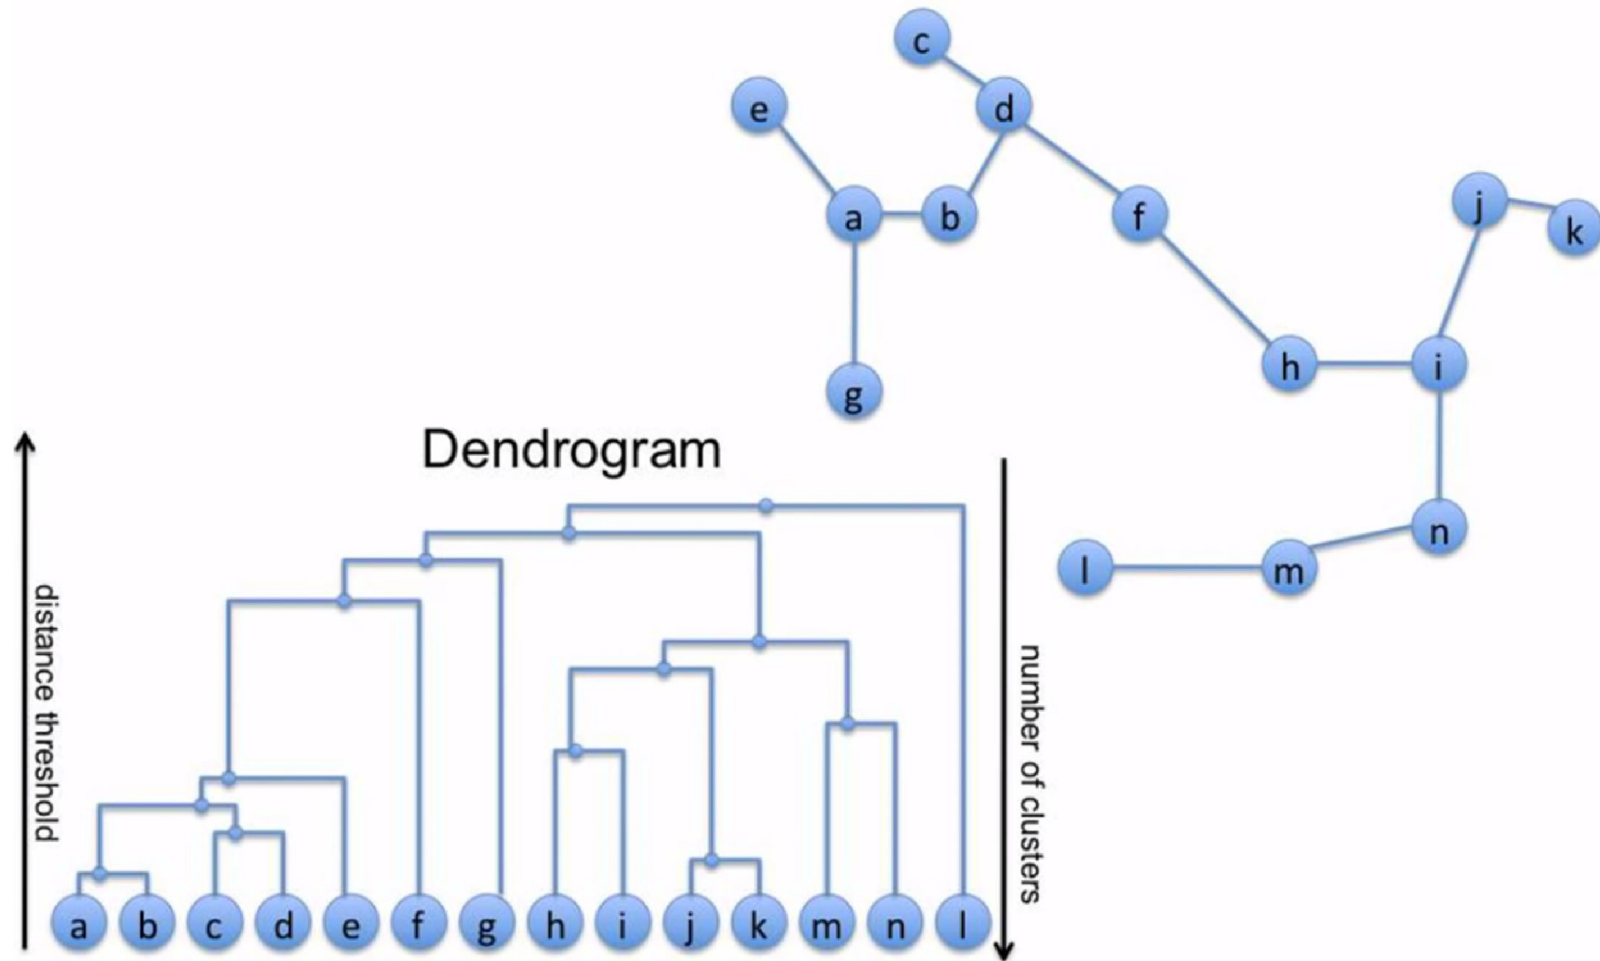 c
e
d
a
b
f
j
k
h
i
g
Dendrogram
n
l
m
distance threshold
number of clusters
a b c d e f g h i j k m n l